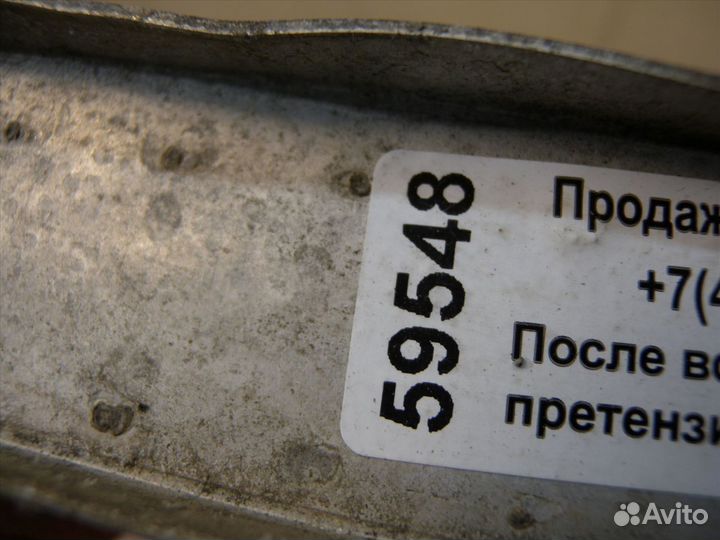 59548
Продаж
+7(4
После во
претензи
Avito